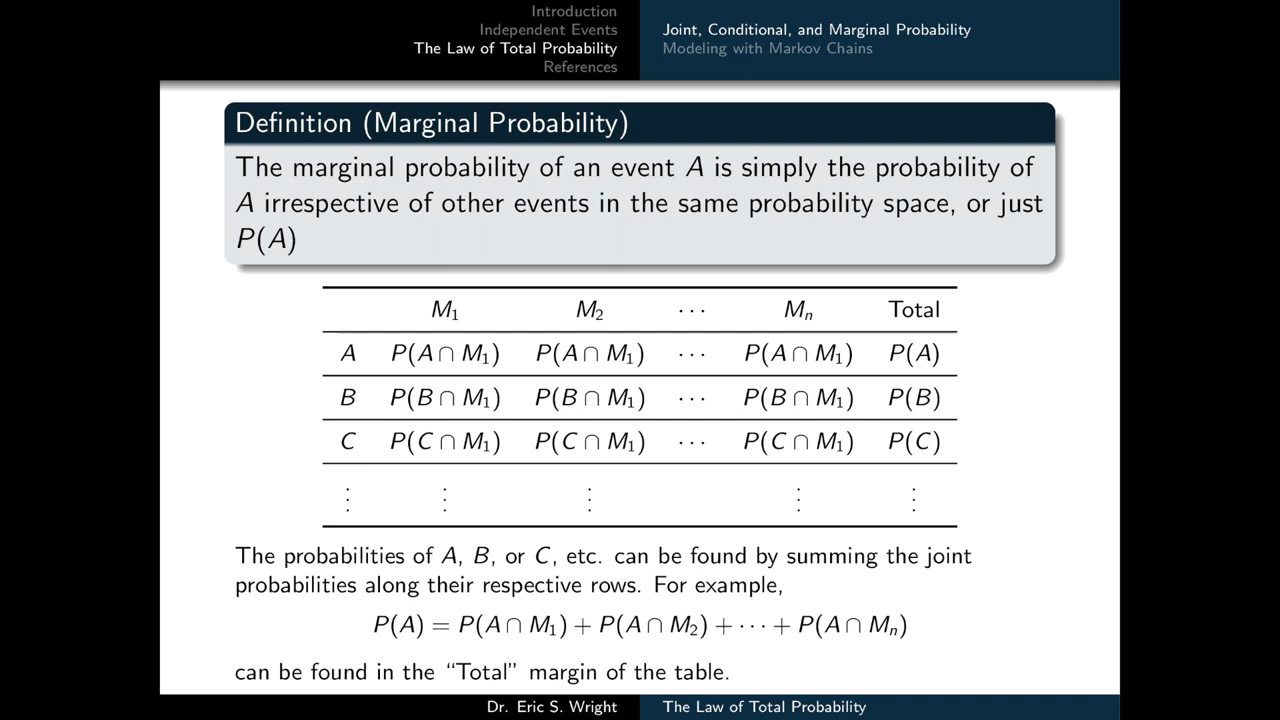 Introduction
Independent Events
The Law of Total Probability
References
Joint, Conditional, and Marginal Probability
Modeling with Markov Chains
Definition (Marginal Probability)
The marginal probability of an event A is simply the probability of
A irrespective of other events in the same probability space, or just
P(A)
M₁ M₂ ⋯ Mₙ Total
A P(A ∩ M₁) P(A ∩ M₁) ⋯ P(A ∩ M₁) P(A)
B P(B ∩ M₁) P(B ∩ M₁) ⋯ P(B ∩ M₁) P(B)
C P(C ∩ M₁) P(C ∩ M₁) ⋯ P(C ∩ M₁) P(C)
⋮ ⋮ ⋮ ⋮ ⋮
The probabilities of A, B, or C, etc. can be found by summing the joint
probabilities along their respective rows. For example,
P(A) = P(A ∩ M₁) + P(A ∩ M₂) + ⋯ + P(A ∩ Mₙ)
can be found in the “Total” margin of the table.
Dr. Eric S. Wright
The Law of Total Probability